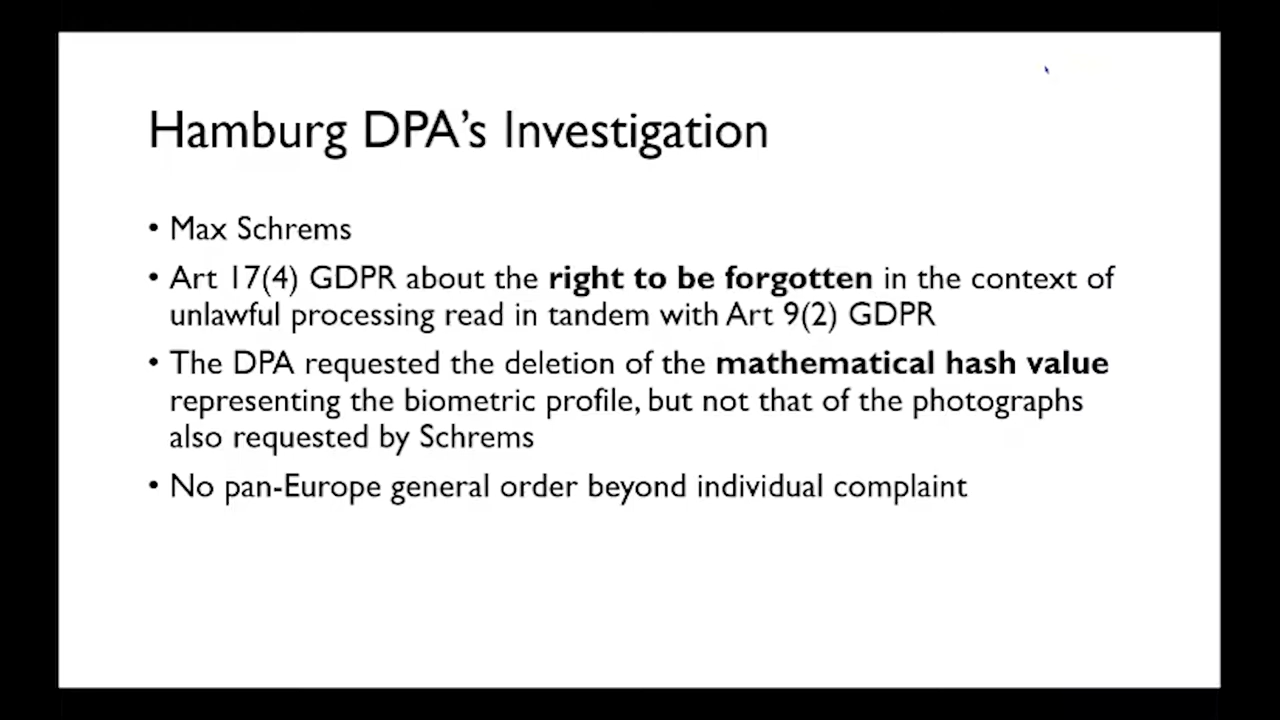 Hamburg DPA's Investigation
• Max Schrems
• Art 17(4) GDPR about the right to be forgotten in the context of
unlawful processing read in tandem with Art 9(2) GDPR
• The DPA requested the deletion of the mathematical hash value
representing the biometric profile, but not that of the photographs
also requested by Schrems
• No pan-Europe general order beyond individual complaint